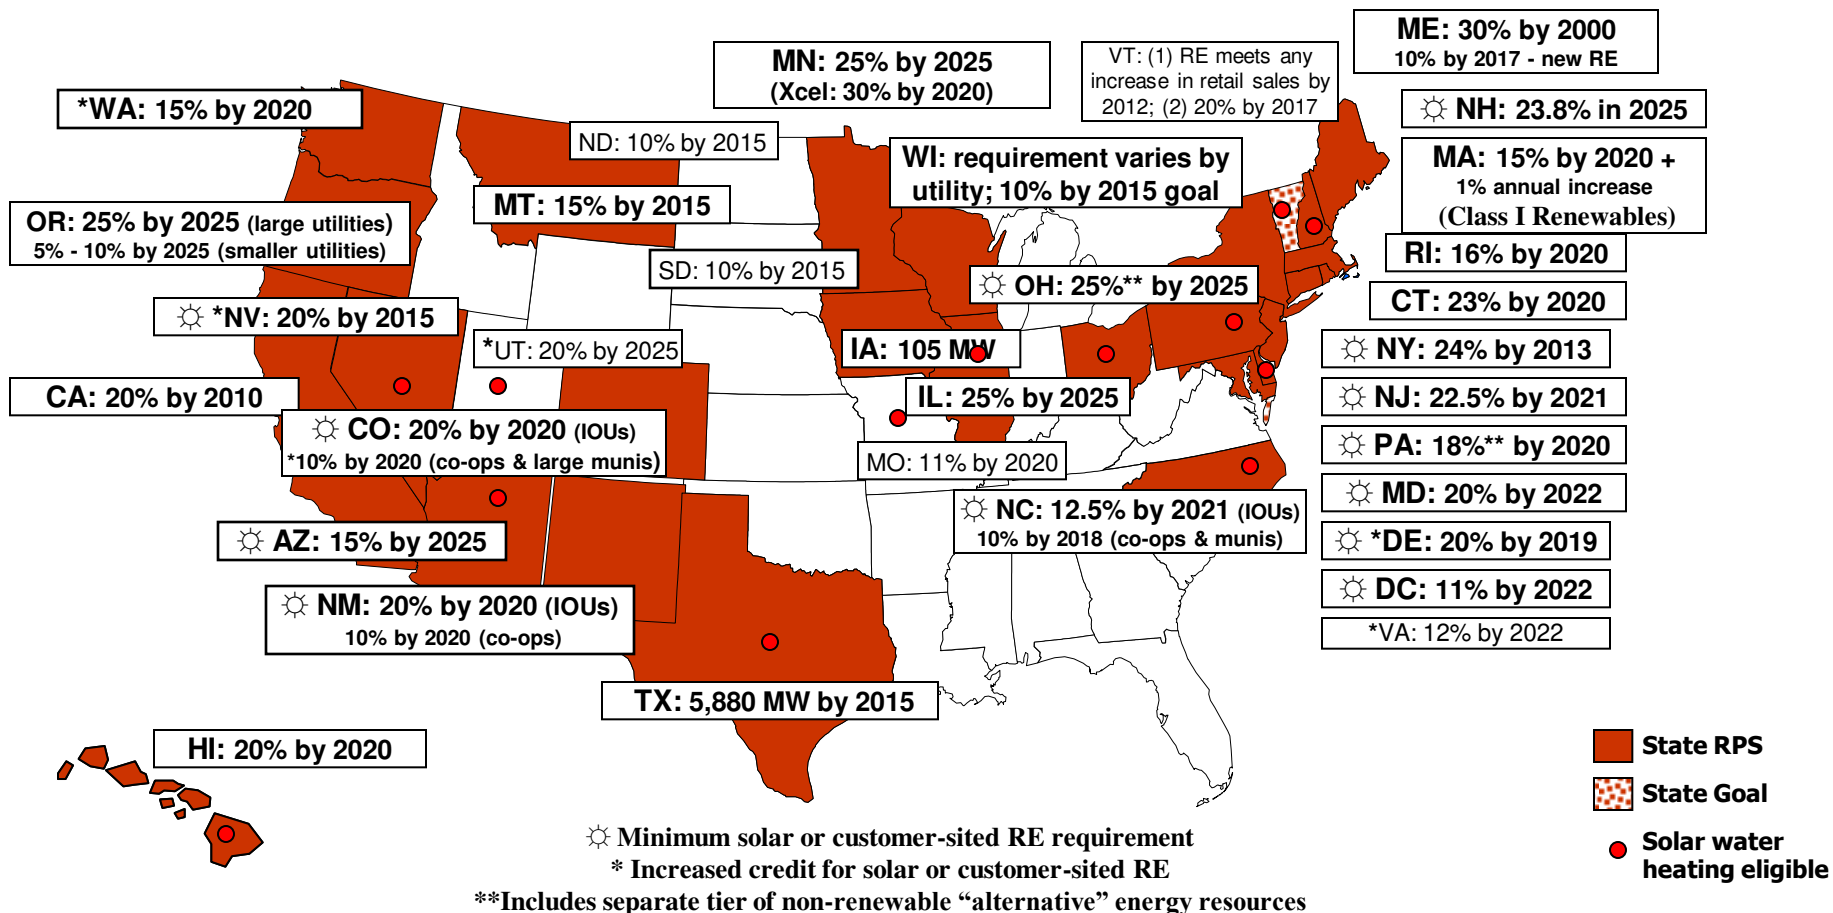 ME: 30% by 2000
10% by 2017 - new RE
MN: 25% by 2025
(Xcel: 30% by 2020)
VT: (1) RE meets any
increase in retail sales by
2012; (2) 20% by 2017
*WA: 15% by 2020
☼ NH: 23.8% in 2025
ND: 10% by 2015
WI: requirement varies by
utility; 10% by 2015 goal
MA: 15% by 2020 +
1% annual increase
(Class I Renewables)
MT: 15% by 2015
OR: 25% by 2025 (large utilities)
5% - 10% by 2025 (smaller utilities)
RI: 16% by 2020
SD: 10% by 2015
☼ OH: 25%** by 2025
CT: 23% by 2020
☼ *NV: 20% by 2015
*UT: 20% by 2025
IA: 105 MW
☼ NY: 24% by 2013
CA: 20% by 2010
IL: 25% by 2025
☼ NJ: 22.5% by 2021
☼ CO: 20% by 2020 (IOUs)
*10% by 2020 (co-ops & large munis)
☼ PA: 18%** by 2020
MO: 11% by 2020
☼ MD: 20% by 2022
☼ NC: 12.5% by 2021 (IOUs)
10% by 2018 (co-ops & munis)
☼ AZ: 15% by 2025
☼ *DE: 20% by 2019
☼ DC: 11% by 2022
☼ NM: 20% by 2020 (IOUs)
10% by 2020 (co-ops)
*VA: 12% by 2022
TX: 5,880 MW by 2015
HI: 20% by 2020
State RPS
State Goal
Solar water
heating eligible
☼ Minimum solar or customer-sited RE requirement
* Increased credit for solar or customer-sited RE
**Includes separate tier of non-renewable “alternative” energy resources